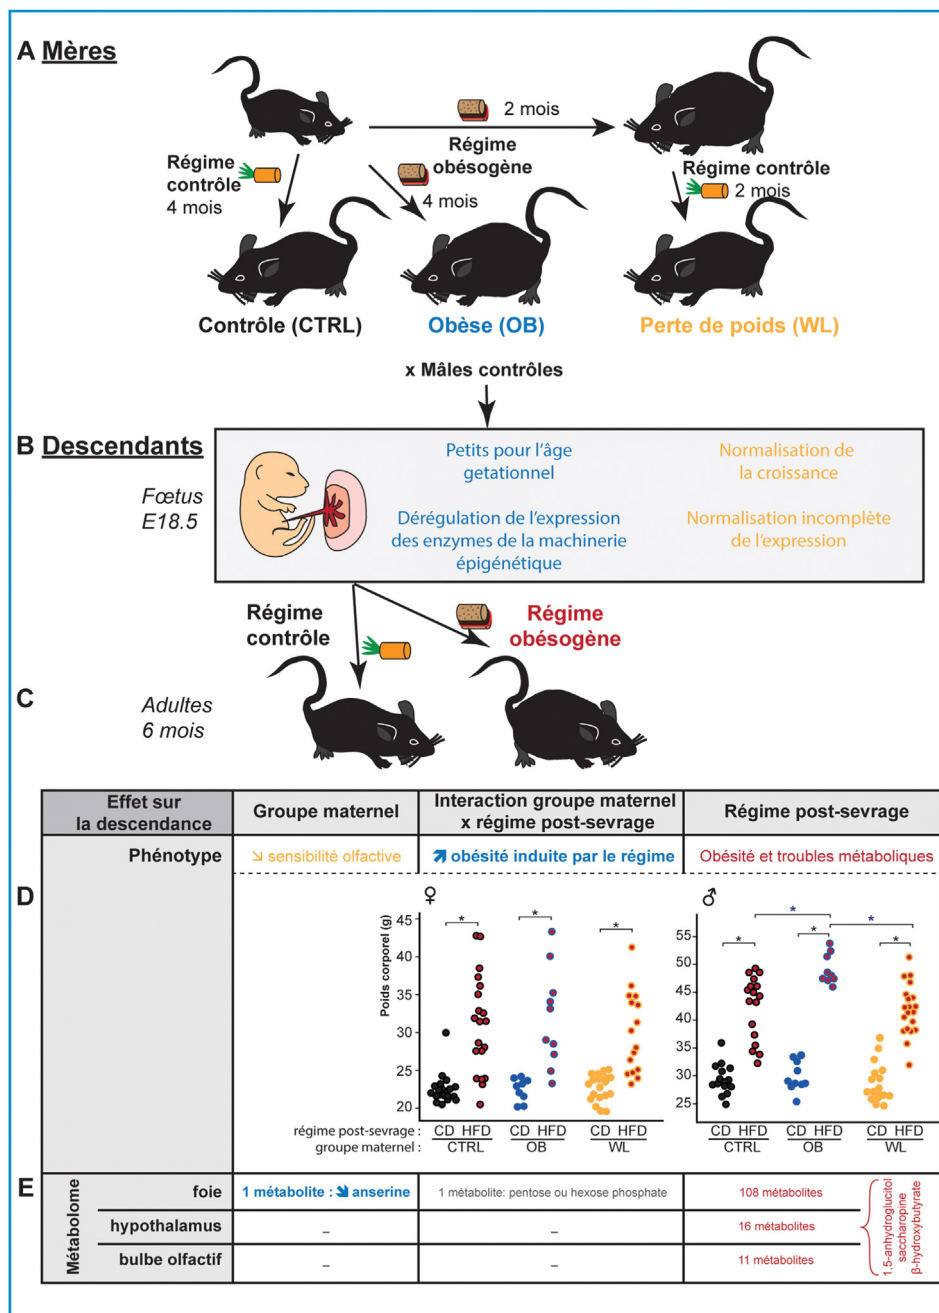 A Mères
2 mois
Régime
obésogène
Régime
contrôle
4 mois
4 mois
Régime contrôle
2 mois
Contrôle (CTRL)
Obèse (OB)
Perte de poids (WL)
x Mâles contrôles
B Descendants
Fœtus
E18.5
Petits pour l'âge
getationnel
Normalisation de
la croissance
Dérégulation de l'expression
des enzymes de la machinerie
épigénétique
Normalisation incomplète
de l'expression
Régime
contrôle
Régime
obésogène
C
Adultes
6 mois
Effet sur
la descendance
Groupe maternel
Interaction groupe maternel
x régime post-sevrage
Régime post-sevrage
Phénotype
↘ sensibilité olfactive
↗ obésité induite par le régime
Obésité et troubles métaboliques
D
♀
♂
Poids corporel (g)
45
40
35
30
25
20
* * *
55
50
45
40
35
30
25
* *
* * *
régime post-sevrage : CD HFD CD HFD CD HFD
groupe maternel : CTRL OB WL
CD HFD CD HFD CD HFD
CTRL OB WL
E
Métabolome
foie
1 métabolite : ↘ anserine
1 métabolite: pentose ou hexose phosphate
108 métabolites
hypothalamus
–
–
16 métabolites
bulbe olfactif
–
–
11 métabolites
1,5-anhydroglucitol
saccharopine
β-hydroxybutyrate